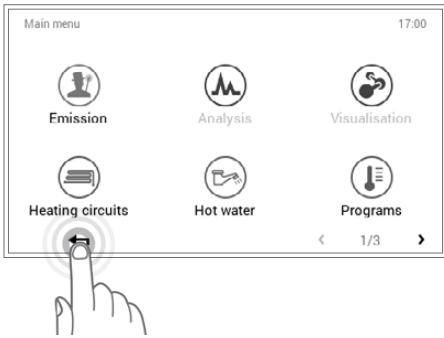 Main menu 17:00
Emission Analysis Visualisation
Heating circuits Hot water Programs
< 1/3 >